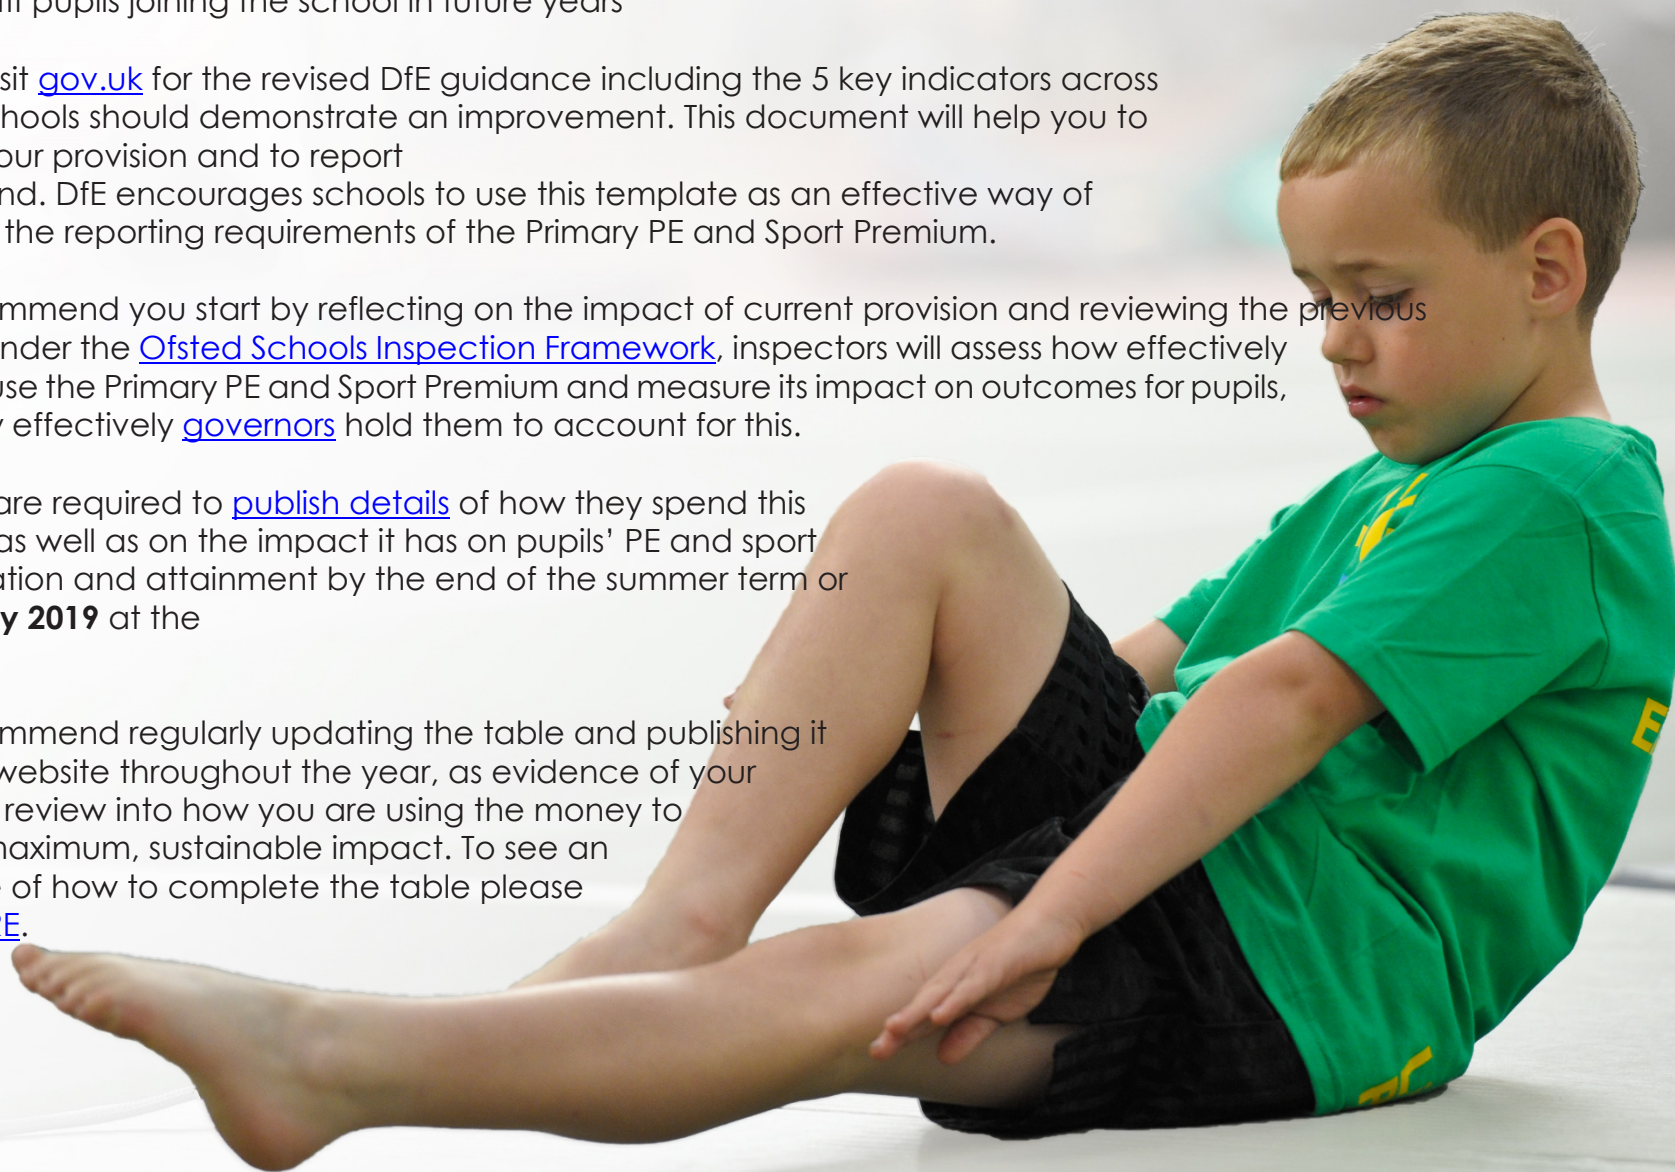 pupils joining the school in future years
sit gov.uk for the revised DfE guidance including the 5 key indicators across
hools should demonstrate an improvement. This document will help you to
our provision and to report
nd. DfE encourages schools to use this template as an effective way of
the reporting requirements of the Primary PE and Sport Premium.
mmend you start by reflecting on the impact of current provision and reviewing the previous
nder the Ofsted Schools Inspection Framework, inspectors will assess how effectively
use the Primary PE and Sport Premium and measure its impact on outcomes for pupils,
effectively governors hold them to account for this.
are required to publish details of how they spend this
as well as on the impact it has on pupils’ PE and sport
ation and attainment by the end of the summer term or
y 2019 at the
mmend regularly updating the table and publishing it
website throughout the year, as evidence of your
review into how you are using the money to
maximum, sustainable impact. To see an
of how to complete the table please
RE.